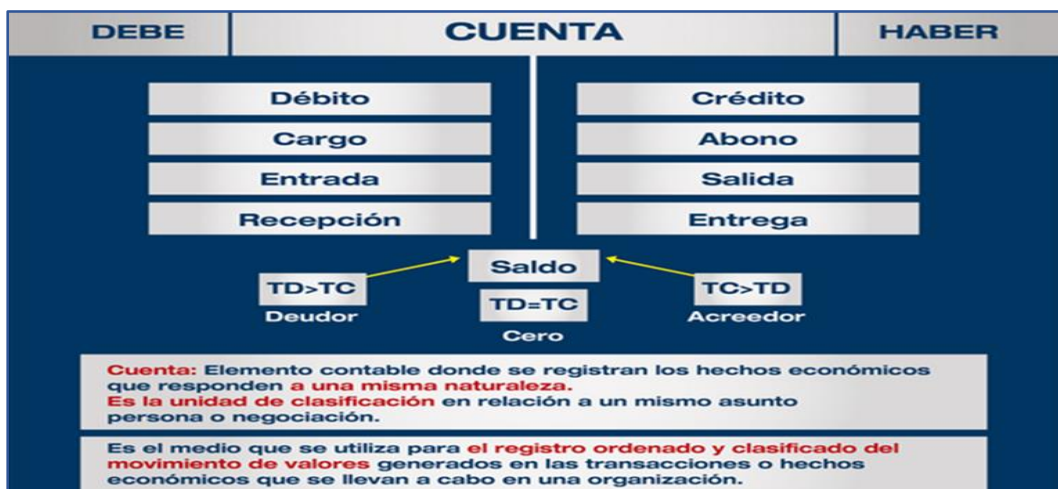 DEBE
CUENTA
HABER
Débito
Crédito
Cargo
Abono
Entrada
Salida
Recepción
Entrega
Saldo
TD>TC
TC>TD
Deudor
TD=TC
Acreedor
Cero
Cuenta: Elemento contable donde se registran los hechos económicos
que responden a una misma naturaleza.
Es la unidad de clasificación en relación a un mismo asunto
persona o negociación.
Es el medio que se utiliza para el registro ordenado y clasificado del
movimiento de valores generados en las transacciones o hechos
económicos que se llevan a cabo en una organización.